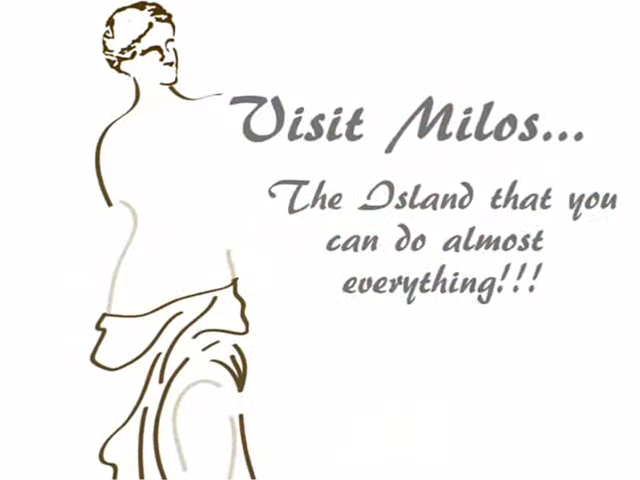 Visit Milos...
The Island that you
can do almost
everything!!!